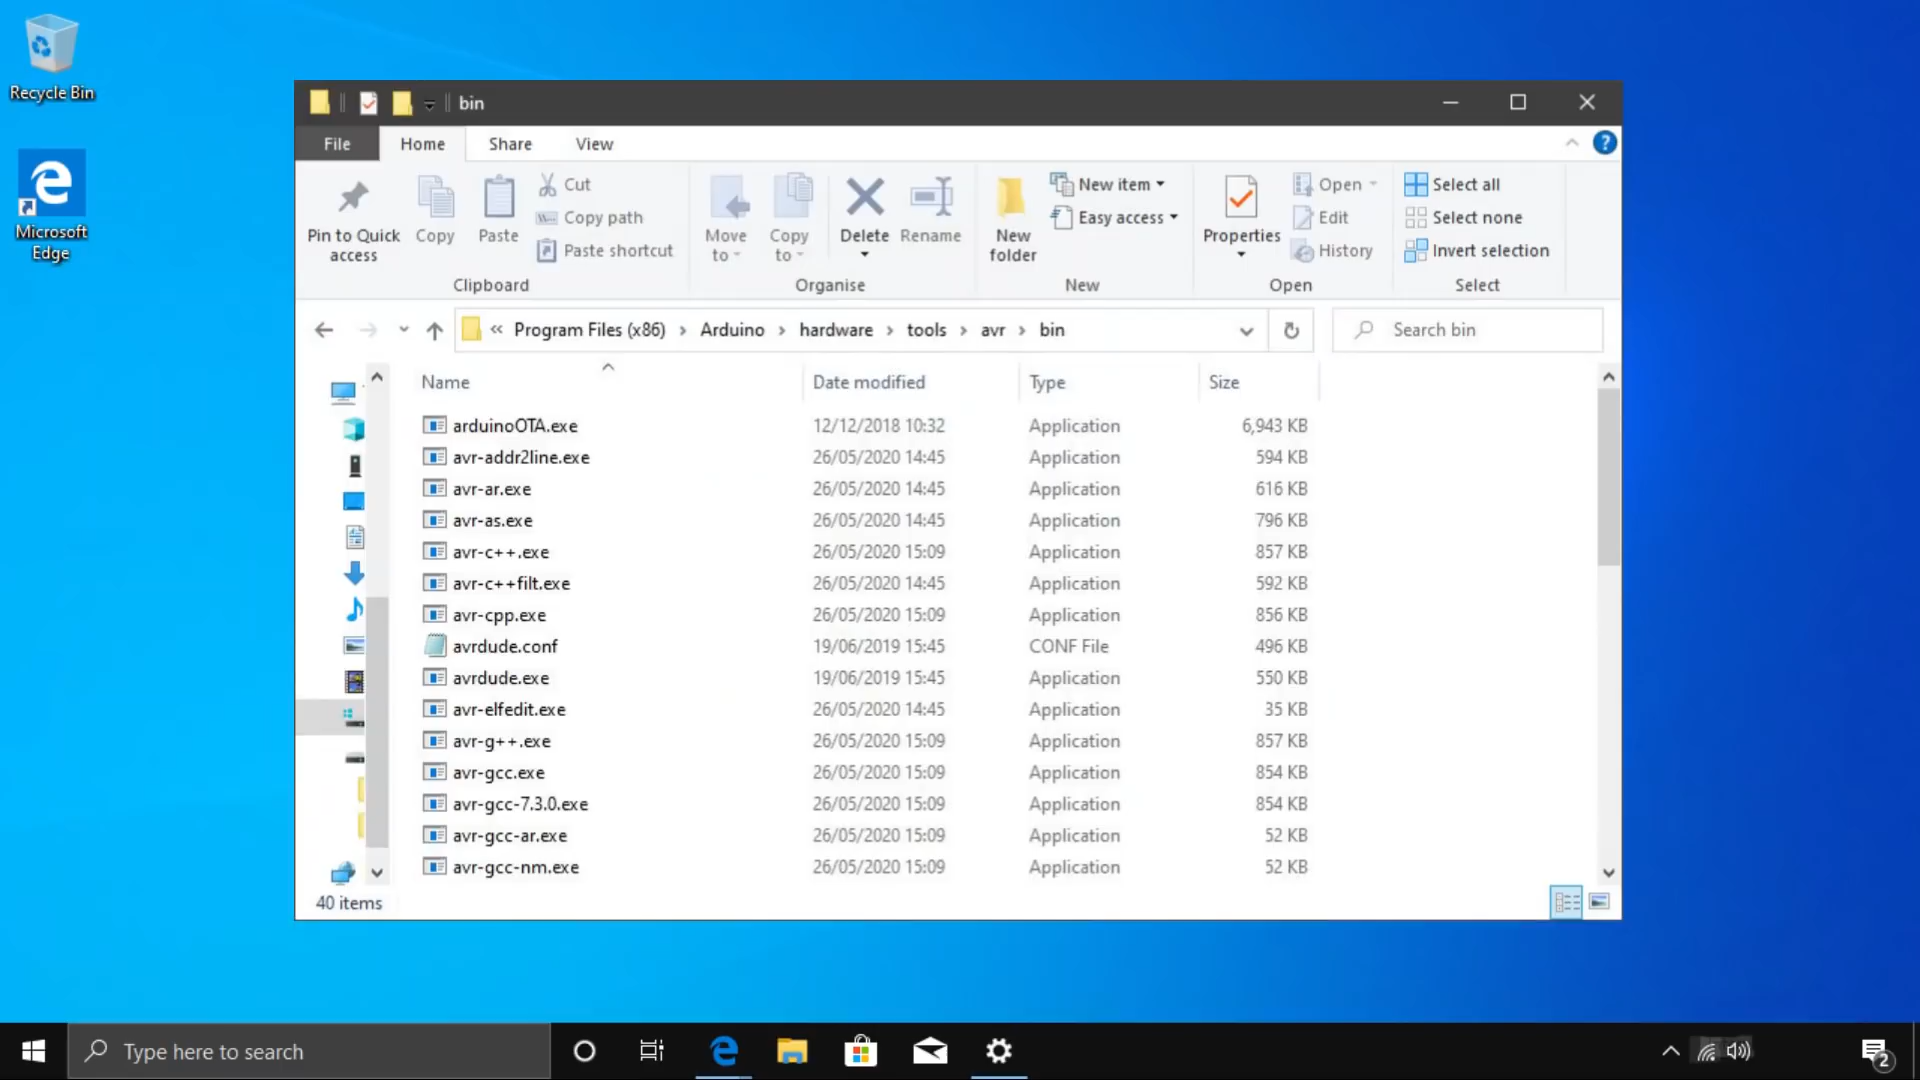 Recycle Bin
Microsoft
Edge
bin
File Home Share View
Pin to Quick
access
Copy
Paste
Cut
Copy path
Paste shortcut
Clipboard
Move
to
Copy
to
Delete
Rename
Organise
New
folder
New item
Easy access
New
Properties
Open
Edit
History
Open
Select all
Select none
Invert selection
Select
« Program Files (x86) › Arduino › hardware › tools › avr › bin
Search bin
Name Date modified Type Size
arduinoOTA.exe 12/12/2018 10:32 Application 6,943 KB
avr-addr2line.exe 26/05/2020 14:45 Application 594 KB
avr-ar.exe 26/05/2020 14:45 Application 616 KB
avr-as.exe 26/05/2020 14:45 Application 796 KB
avr-c++.exe 26/05/2020 15:09 Application 857 KB
avr-c++filt.exe 26/05/2020 14:45 Application 592 KB
avr-cpp.exe 26/05/2020 15:09 Application 856 KB
avrdude.conf 19/06/2019 15:45 CONF File 496 KB
avrdude.exe 19/06/2019 15:45 Application 550 KB
avr-elfedit.exe 26/05/2020 14:45 Application 35 KB
avr-g++.exe 26/05/2020 15:09 Application 857 KB
avr-gcc.exe 26/05/2020 15:09 Application 854 KB
avr-gcc-7.3.0.exe 26/05/2020 15:09 Application 854 KB
avr-gcc-ar.exe 26/05/2020 15:09 Application 52 KB
avr-gcc-nm.exe 26/05/2020 15:09 Application 52 KB
40 items
Type here to search
2